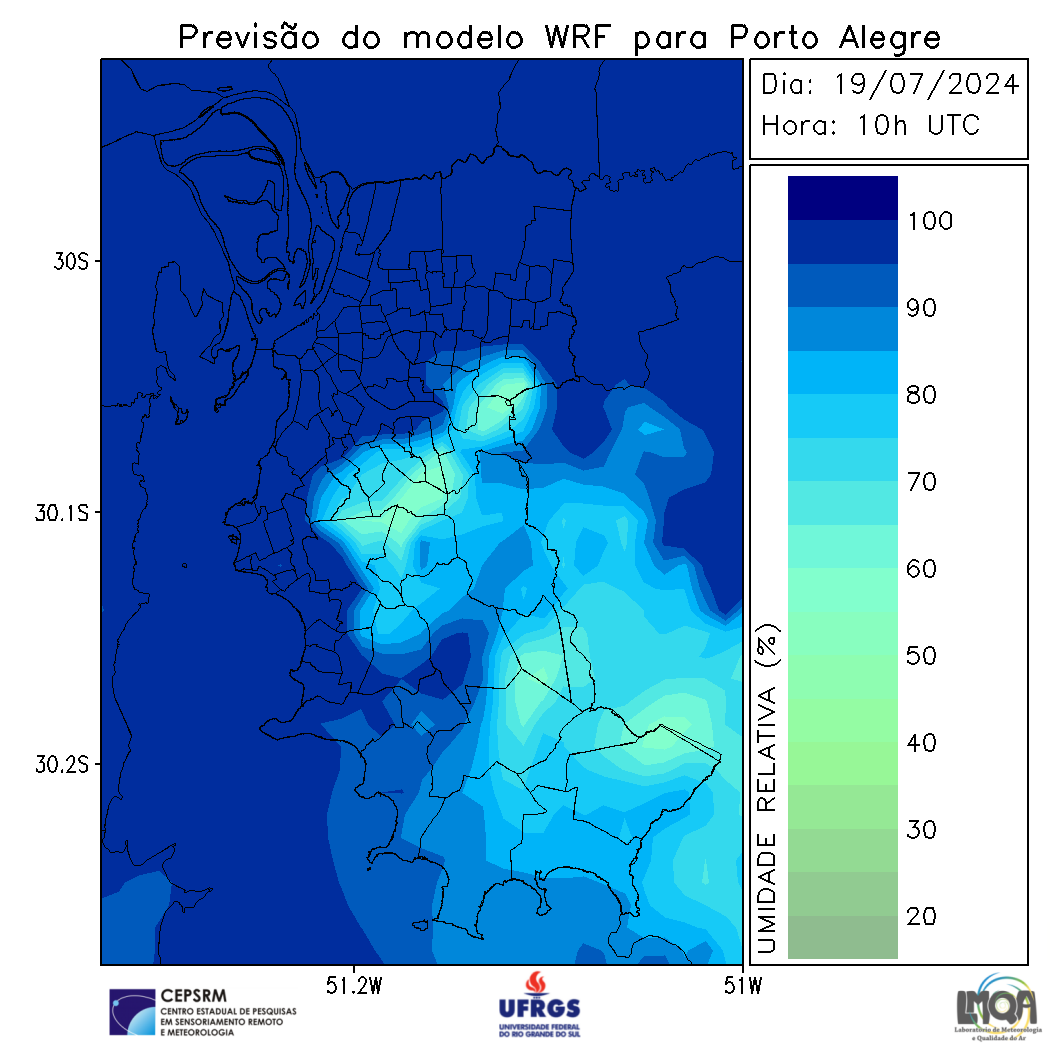 Previsão do modelo WRF para Porto Alegre
Dia: 19/07/2024
Hora: 10h UTC
30S
30.1S
30.2S
51.2W
51W
UMIDADE RELATIVA (%)
100
90
80
70
60
50
40
30
20
CEPSRM
CENTRO ESTADUAL DE PESQUISAS
EM SENSORIAMENTO REMOTO
E METEOROLOGIA
UFRGS
UNIVERSIDADE FEDERAL
DO RIO GRANDE DO SUL
LMQA
Laboratório de Meteorologia
e Qualidade do Ar